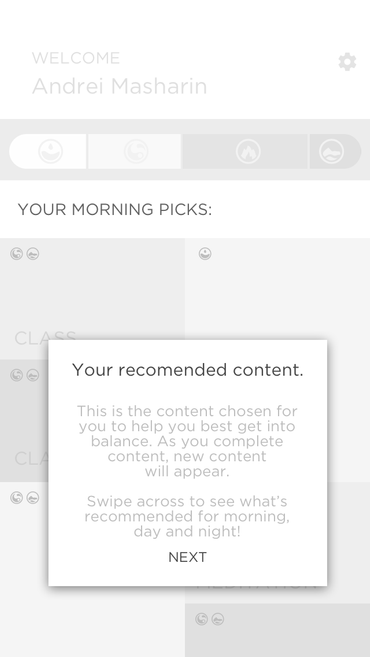 WELCOME
Andrei Masharin
YOUR MORNING PICKS:
CLASS
Your recomended content.
This is the content chosen for
you to help you best get into
balance. As you complete
content, new content
will appear.
Swipe across to see what's
recommended for morning,
day and night!
NEXT